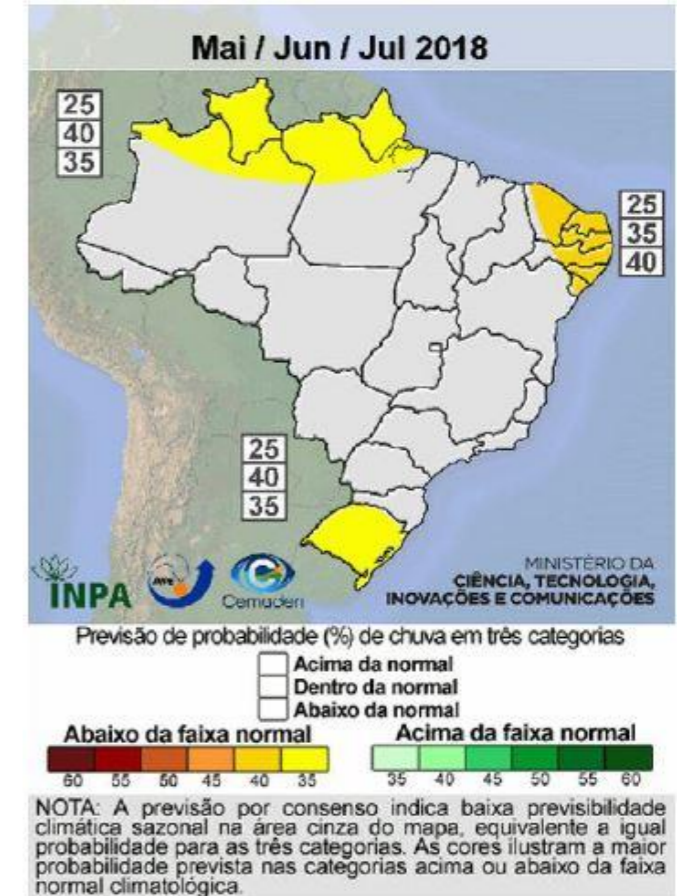 Mai / Jun / Jul 2018
25
40
35
25
35
40
25
40
35
INPA
Cemaden
MINISTÉRIO DA
CIÊNCIA, TECNOLOGIA,
INOVAÇÕES E COMUNICAÇÕES
Previsão de probabilidade (%) de chuva em três categorias
Acima da normal
Dentro da normal
Abaixo da normal
Abaixo da faixa normal
Acima da faixa normal
60 55 50 45 40 35
35 40 45 50 55 60
NOTA: A previsão por consenso indica baixa previsibilidade
climática sazonal na área cinza do mapa, equivalente a igual
probabilidade para as três categorias. As cores ilustram a maior
probabilidade prevista nas categorias acima ou abaixo da faixa
normal climatológica.